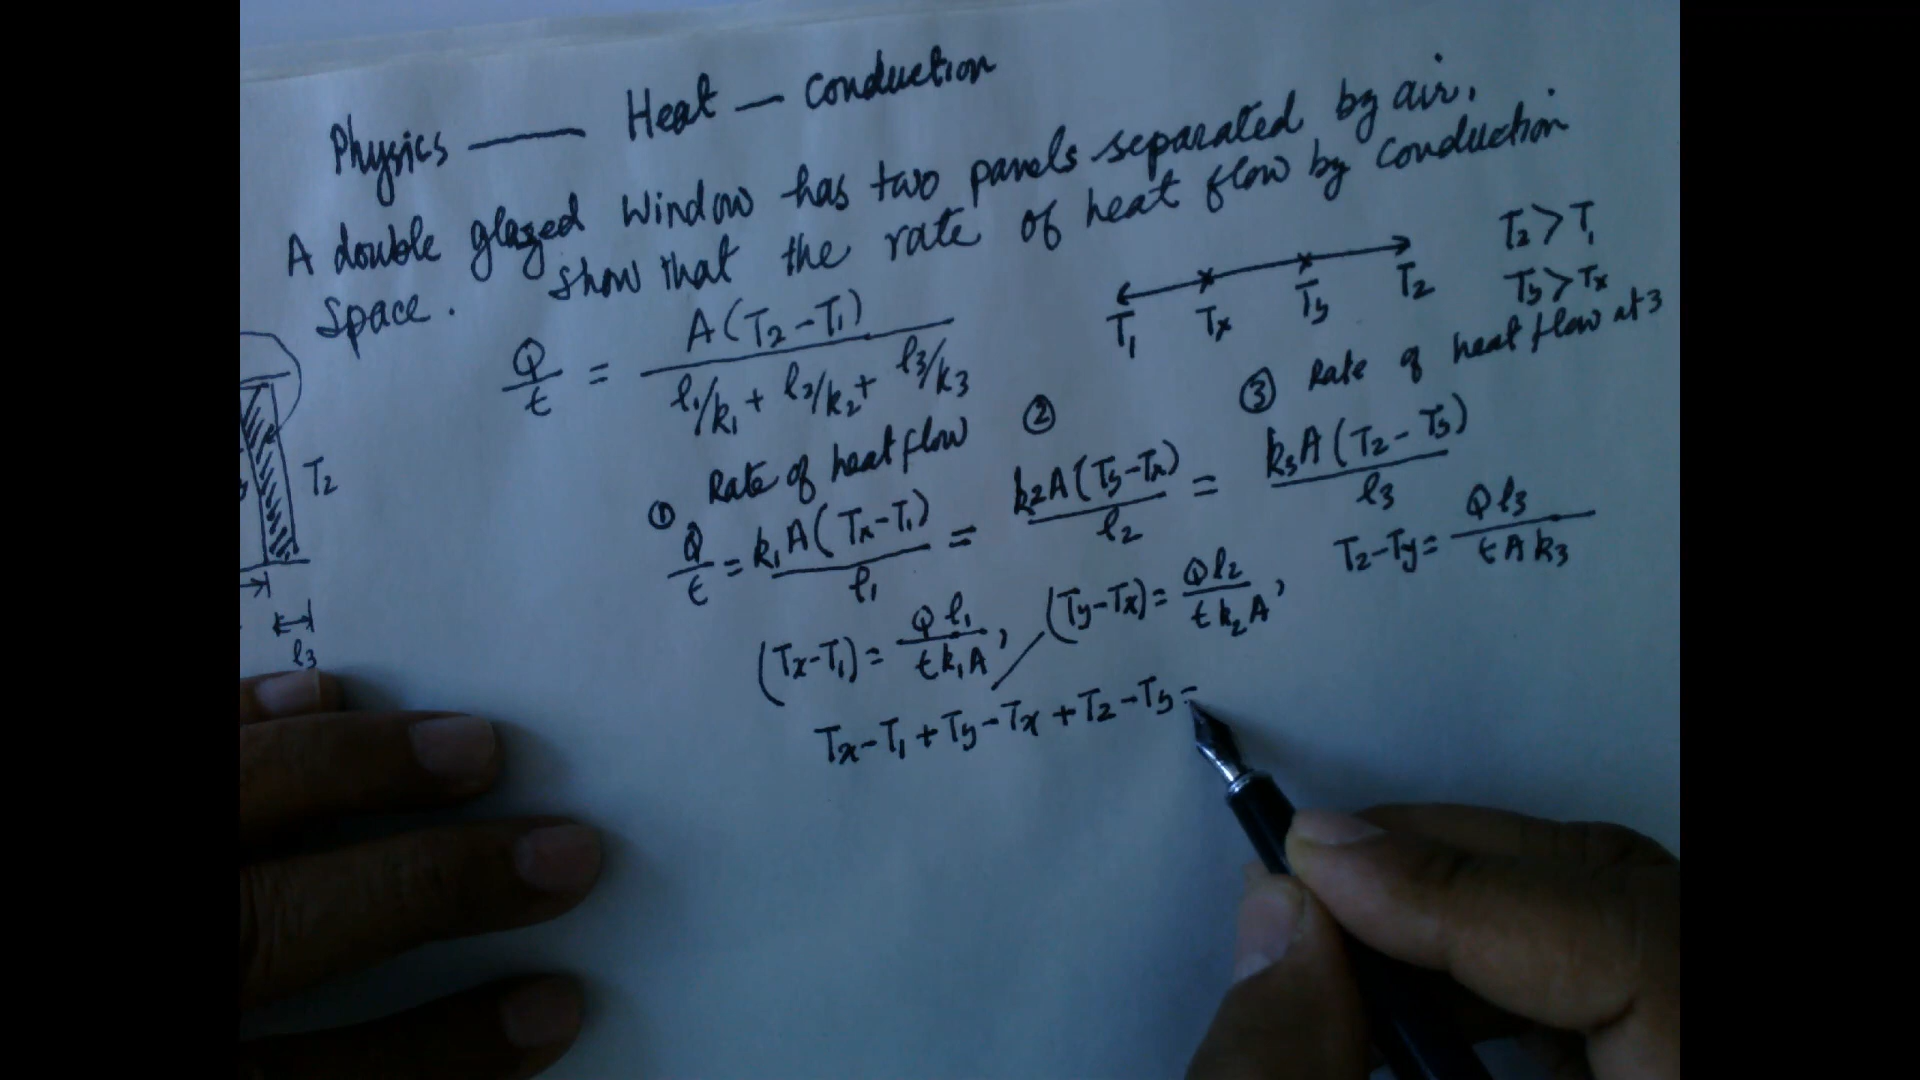 Physics — Heat — conduction
A double glazed window has two panels separated by air.
space. Show that the rate of heat flow by conduction
Q/t = A(T2-T1) / (l1/k1 + l2/k2 + l3/k3)
T1 Tx Ty T2
T2 > T1
Ty > Tx
① Rate of heat flow
②
③ Rate of heat flow at 3
Q/t = k1A(Tx-T1)/l1 = k2A(Ty-Tx)/l2 = k3A(T2-Ty)/l3
(Tx-T1) = Ql1/tk1A, (Ty-Tx) = Ql2/tk2A, T2-Ty = Ql3/tAk3
Tx-T1+Ty-Tx+T2-Ty=
T2
l3